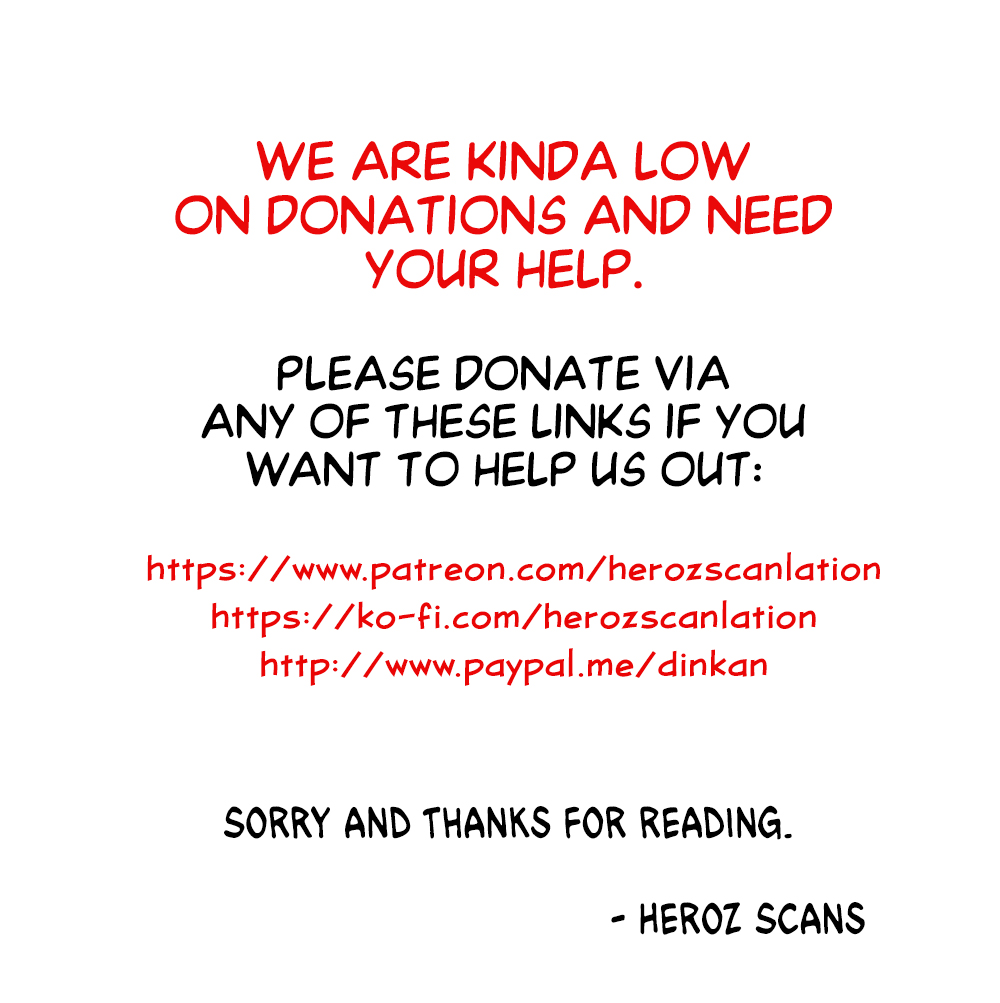 WE ARE KINDA LOW
ON DONATIONS AND NEED
YOUR HELP.
PLEASE DONATE VIA
ANY OF THESE LINKS IF YOU
WANT TO HELP US OUT:
https://www.patreon.com/herozscanlation
https://ko-fi.com/herozscanlation
http://www.paypal.me/dinkan
SORRY AND THANKS FOR READING.
- HEROZ SCANS